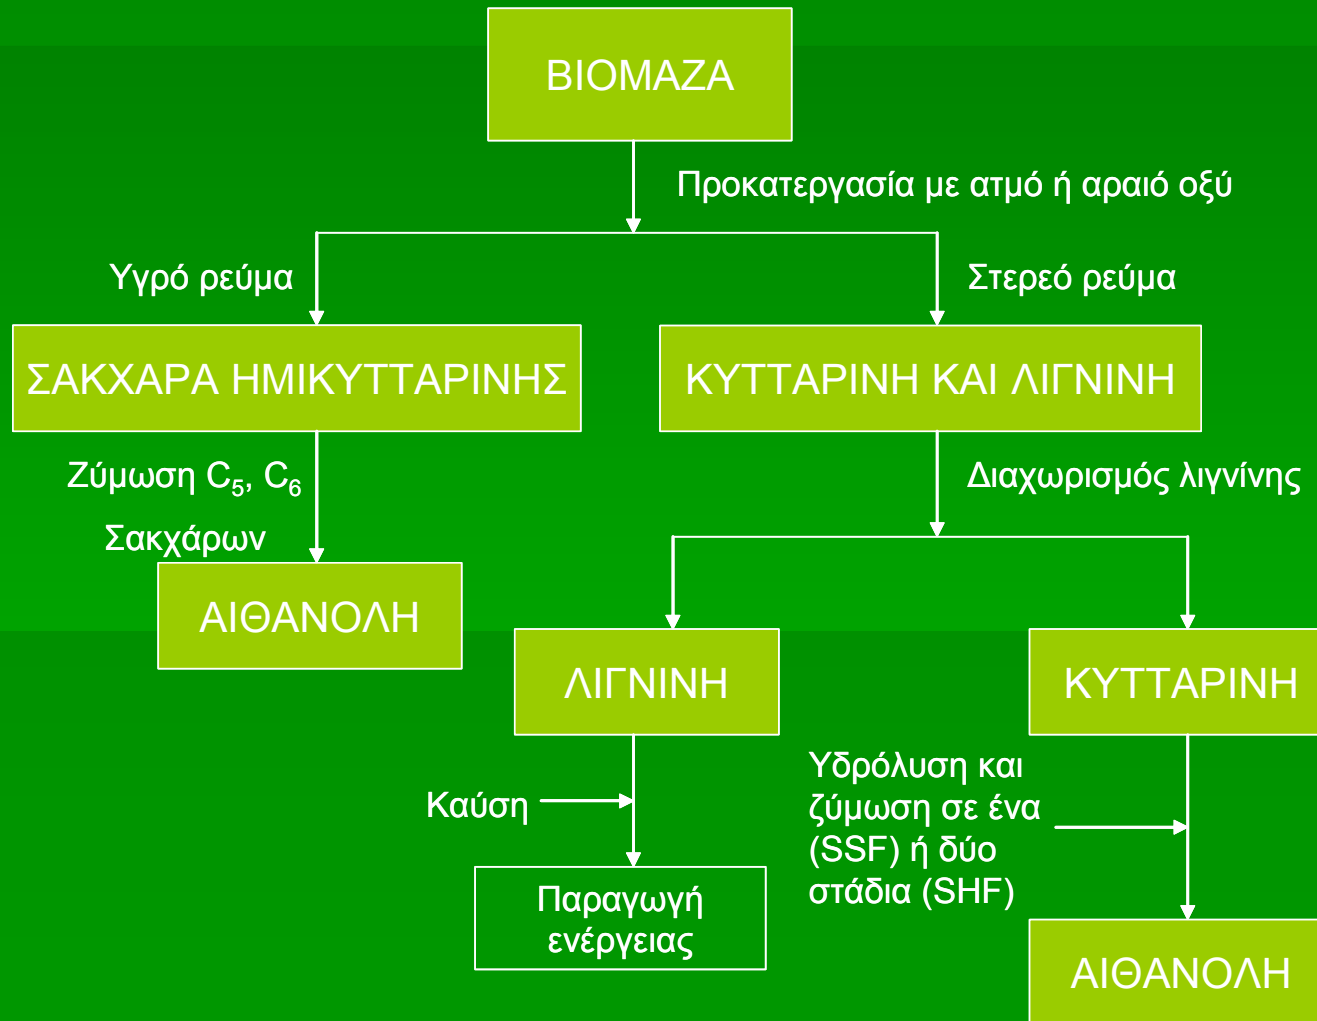 ΒΙΟΜΑΖΑ
Προκατεργασία με ατμό ή αραιό οξύ
Υγρό ρεύμα
Στερεό ρεύμα
ΣΑΚΧΑΡΑ ΗΜΙΚΥΤΤΑΡΙΝΗΣ
ΚΥΤΤΑΡΙΝΗ ΚΑΙ ΛΙΓΝΙΝΗ
Ζύμωση C₅, C₆
Σακχάρων
Διαχωρισμός λιγνίνης
ΑΙΘΑΝΟΛΗ
ΛΙΓΝΙΝΗ
ΚΥΤΤΑΡΙΝΗ
Καύση
Υδρόλυση και
ζύμωση σε ένα
(SSF) ή δύο
στάδια (SHF)
Παραγωγή
ενέργειας
ΑΙΘΑΝΟΛΗ